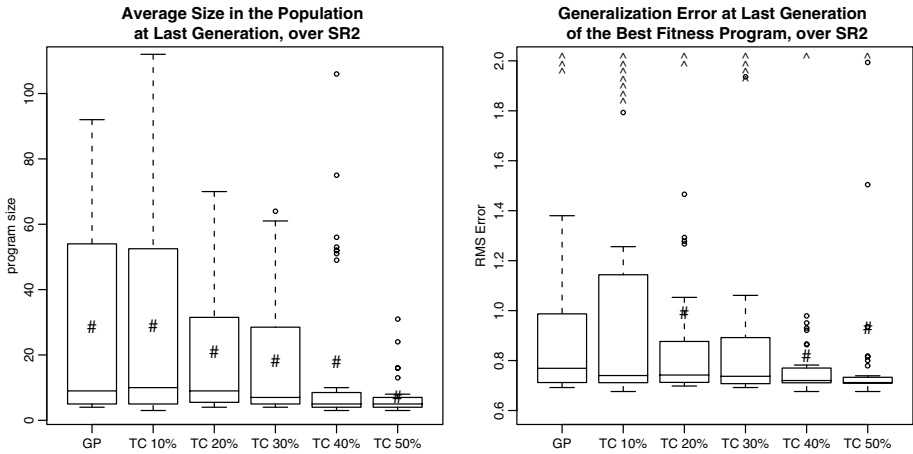 Average Size in the Population
at Last Generation, over SR2
program size
0
20
40
60
80
100
# # # # # #
GP TC 10% TC 20% TC 30% TC 40% TC 50%
Generalization Error at Last Generation
of the Best Fitness Program, over SR2
RMS Error
0.6
0.8
1.0
1.2
1.4
1.6
1.8
2.0
# # #
GP TC 10% TC 20% TC 30% TC 40% TC 50%